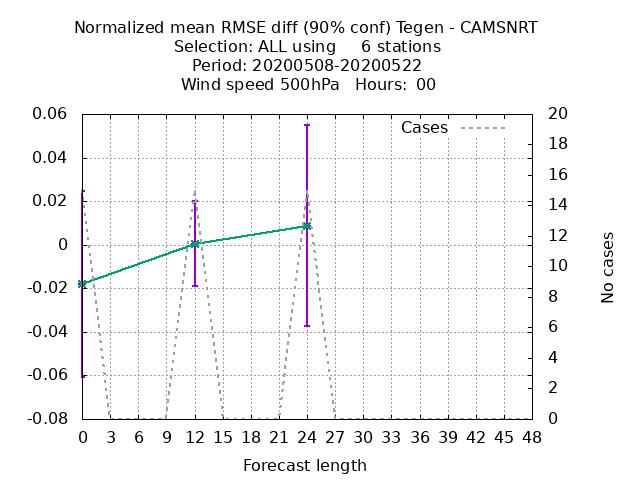 Normalized mean RMSE diff (90% conf) Tegen - CAMSNRT
Selection: ALL using     6 stations
Period: 20200508-20200522
Wind speed 500hPa   Hours:  00
Cases
0.06
0.04
0.02
0
-0.02
-0.04
-0.06
-0.08
20
18
16
14
12
10
8
6
4
2
0
No cases
0 3 6 9 12 15 18 21 24 27 30 33 36 39 42 45 48
Forecast length